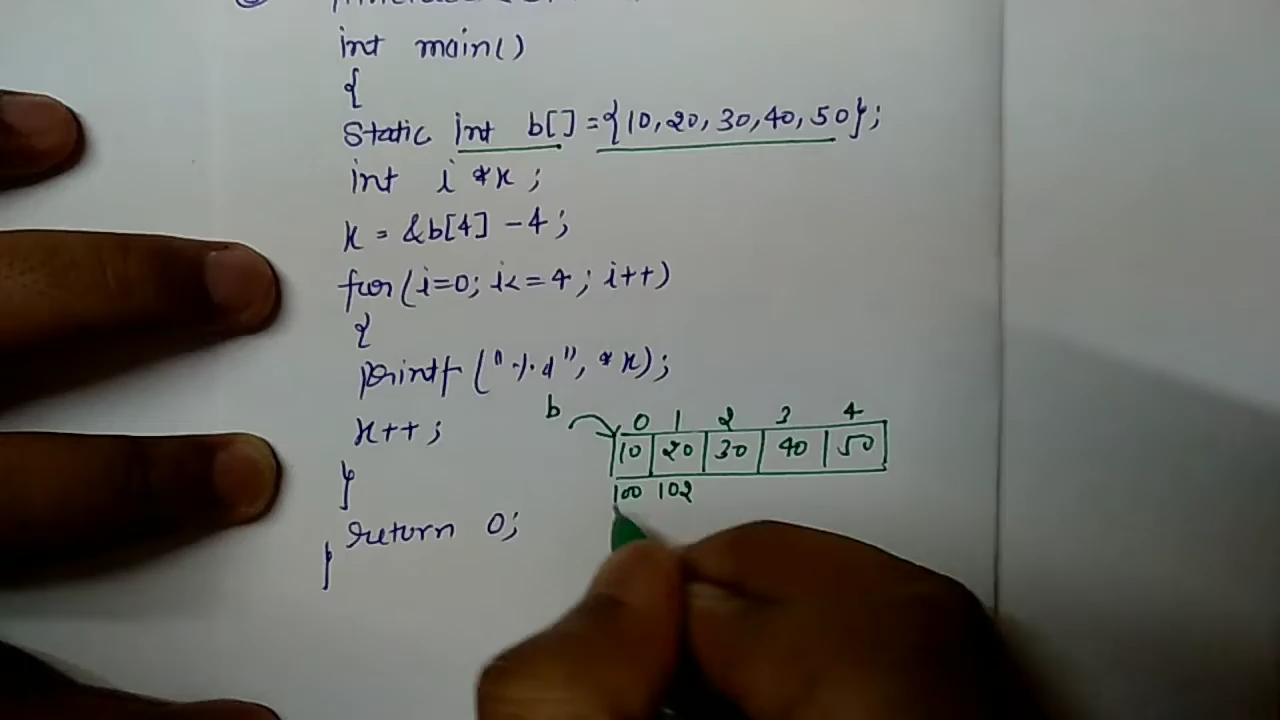 int main()
{
Static int b[] = {10, 20, 30, 40, 50};
int i *k ;
k = &b[4] - 4 ;
for(i=0; i<=4 ; i++)
{
printf ("%d", *k);
k++ ;
}
return 0;
}
b
0 1 2 3 4
10 20 30 40 50
100 102